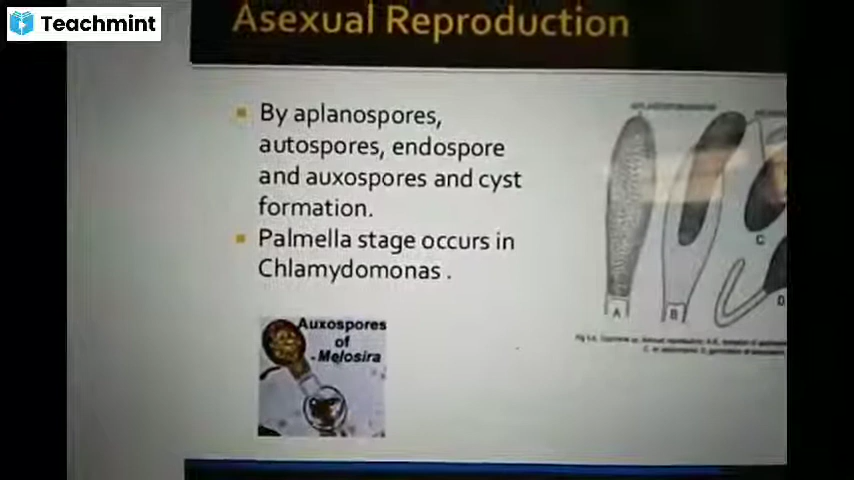 Teachmint
Asexual Reproduction
By aplanospores,
autospores, endospore
and auxospores and cyst
formation.
Palmella stage occurs in
Chlamydomonas .
Auxospores
of
- Melosira
A
B
C
D